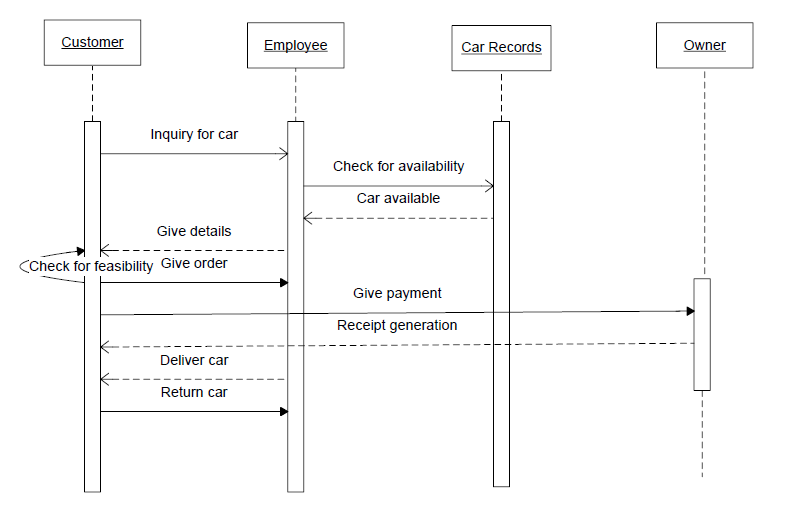 Customer
Employee
Car Records
Owner
Inquiry for car
Check for availability
Car available
Give details
Check for feasibility
Give order
Give payment
Receipt generation
Deliver car
Return car